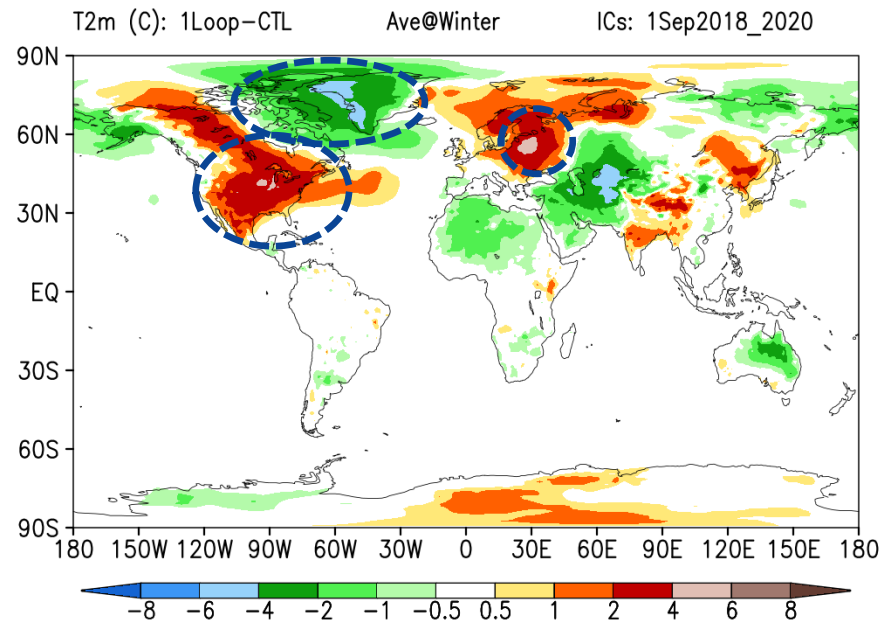 T2m (C): 1Loop-CTL Ave@Winter ICs: 1Sep2018_2020
90N
60N
30N
EQ
30S
60S
90S
180 150W 120W 90W 60W 30W 0 30E 60E 90E 120E 150E 180
-8 -6 -4 -2 -1 -0.5 0.5 1 2 4 6 8